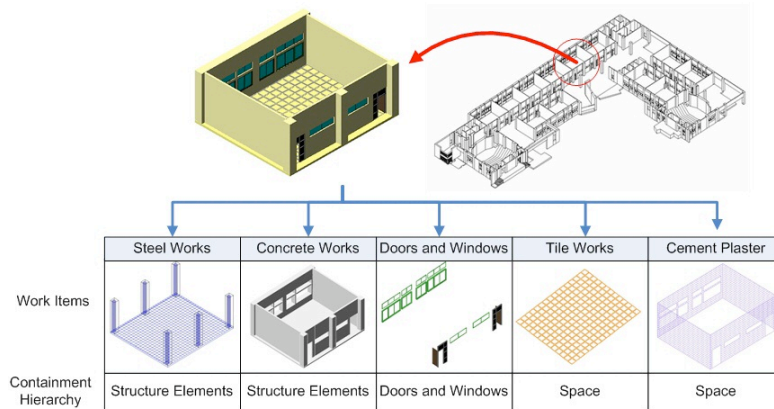 Steel Works Concrete Works Doors and Windows Tile Works Cement Plaster
Work Items
Containment
Hierarchy
Structure Elements Structure Elements Doors and Windows Space Space